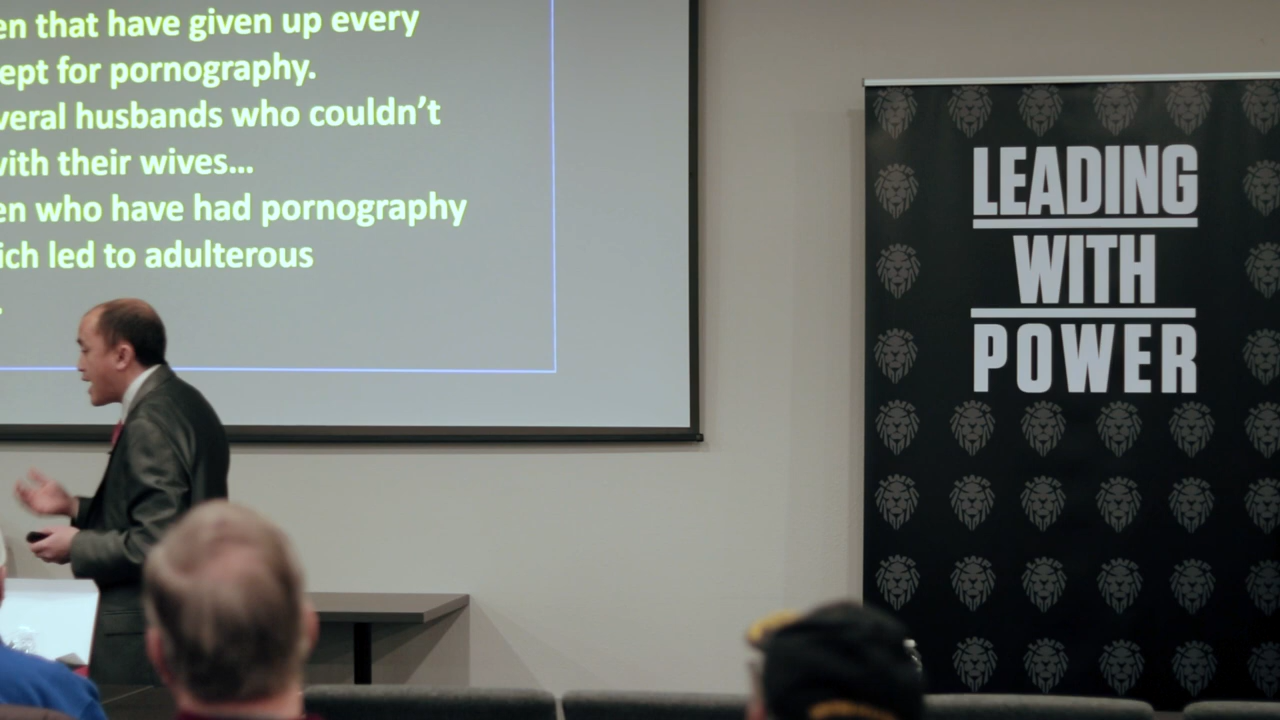 en that have given up every
ept for pornography.
veral husbands who couldn't
with their wives...
en who have had pornography
ich led to adulterous
.
LEADING
WITH
POWER